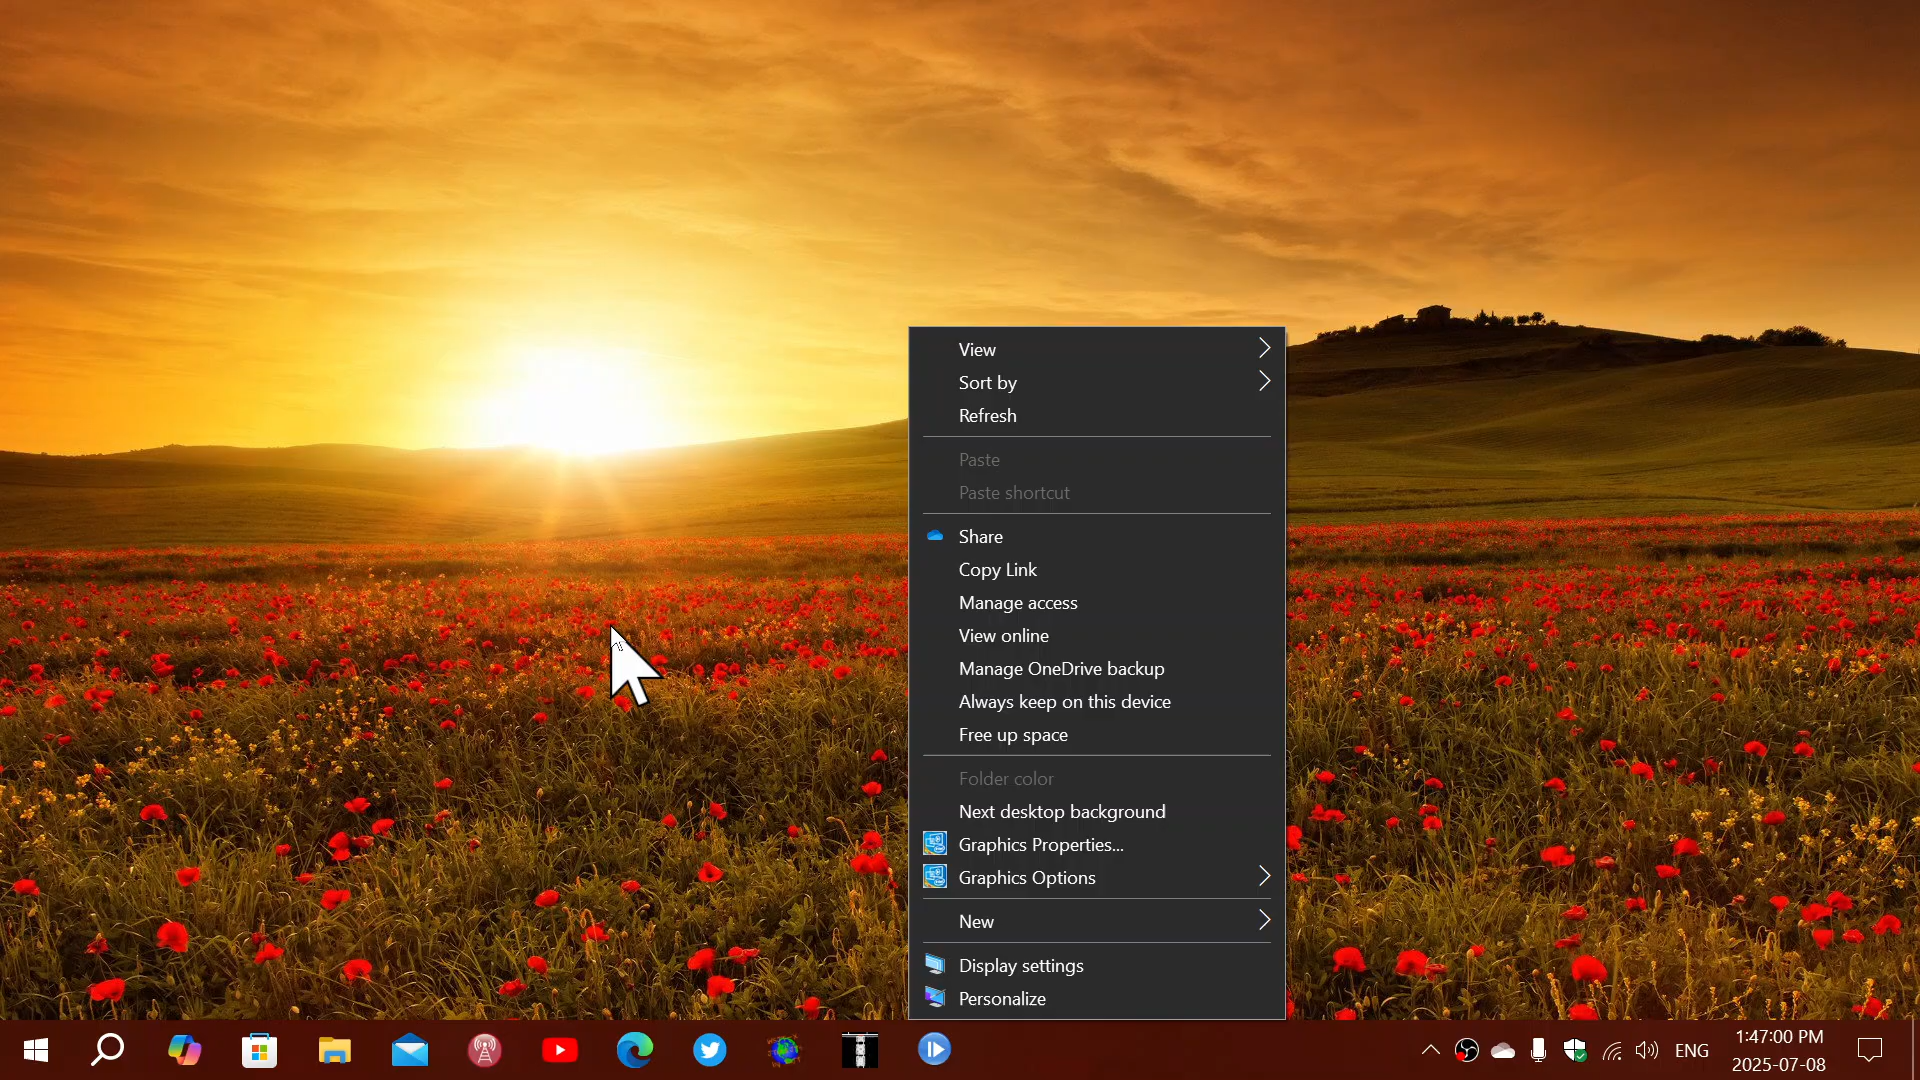 View
Sort by
Refresh
Paste
Paste shortcut
Share
Copy Link
Manage access
View online
Manage OneDrive backup
Always keep on this device
Free up space
Folder color
Next desktop background
Graphics Properties...
Graphics Options
New
Display settings
Personalize
ENG
1:47:00 PM
2025-07-08